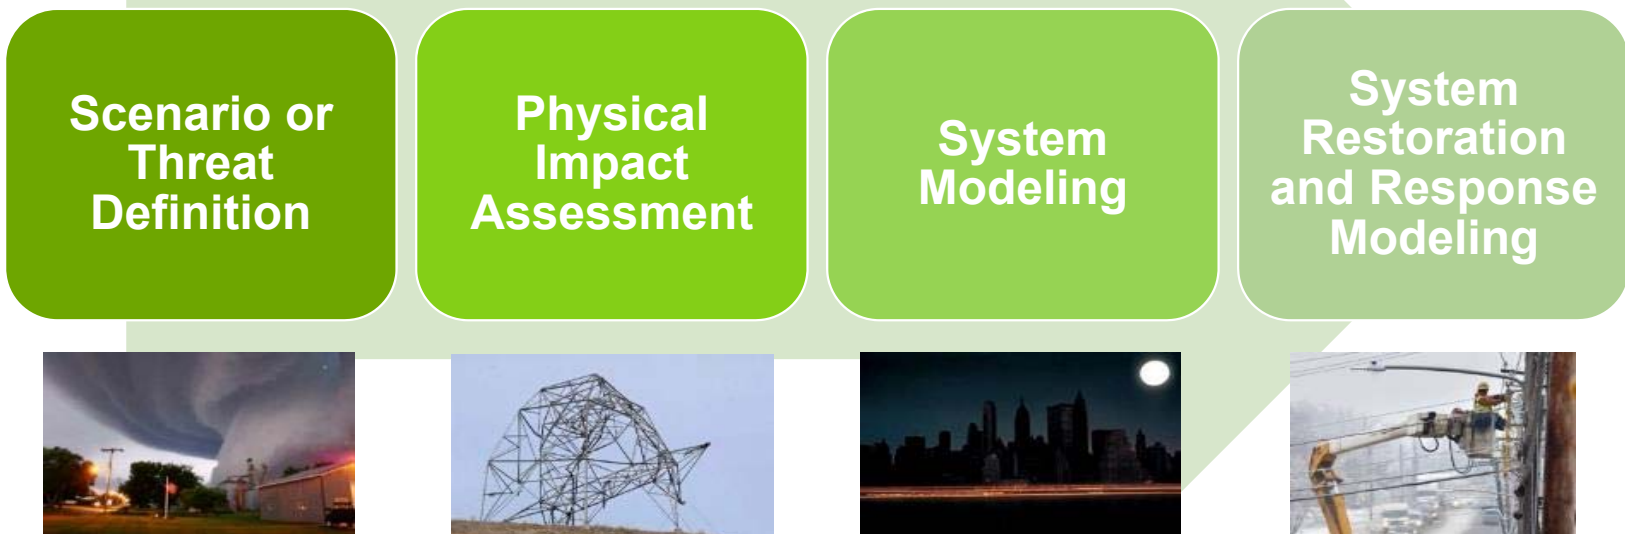 Scenario or
Threat
Definition
Physical
Impact
Assessment
System
Modeling
System
Restoration
and Response
Modeling